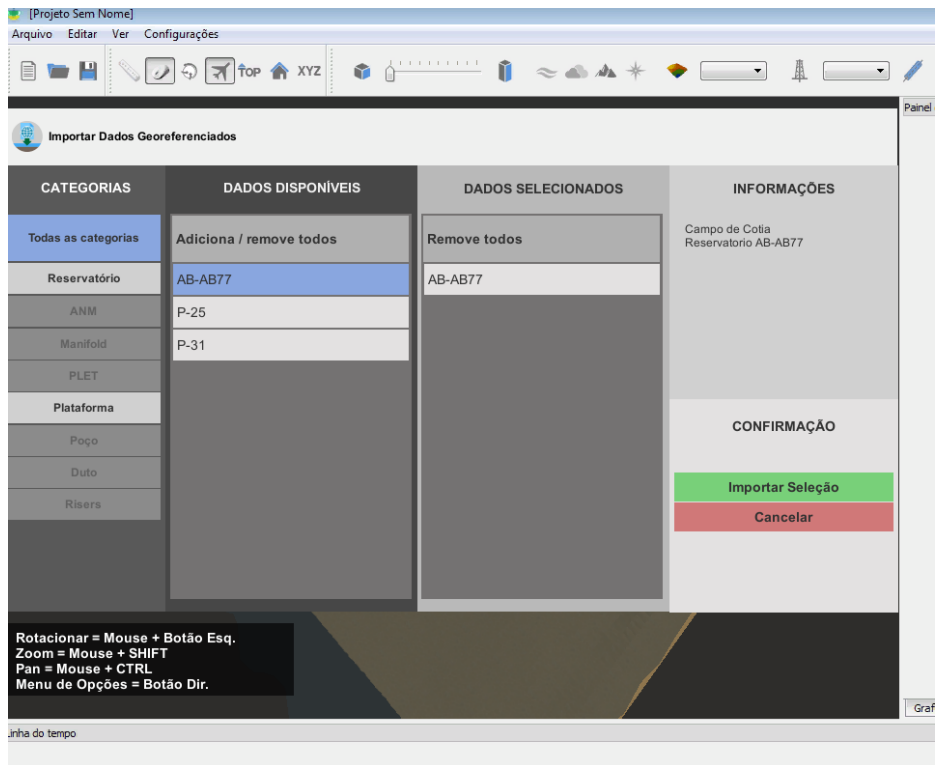 [Projeto Sem Nome]
Arquivo Editar Ver Configurações
TOP XYZ
Painel
Importar Dados Georeferenciados
CATEGORIAS
Todas as categorias
Reservatório
ANM
Manifold
PLET
Plataforma
Poço
Duto
Risers
DADOS DISPONÍVEIS
Adiciona / remove todos
AB-AB77
P-25
P-31
DADOS SELECIONADOS
Remove todos
AB-AB77
INFORMAÇÕES
Campo de Cotia
Reservatorio AB-AB77
CONFIRMAÇÃO
Importar Seleção
Cancelar
Rotacionar = Mouse + Botão Esq.
Zoom = Mouse + SHIFT
Pan = Mouse + CTRL
Menu de Opções = Botão Dir.
Graf
Linha do tempo